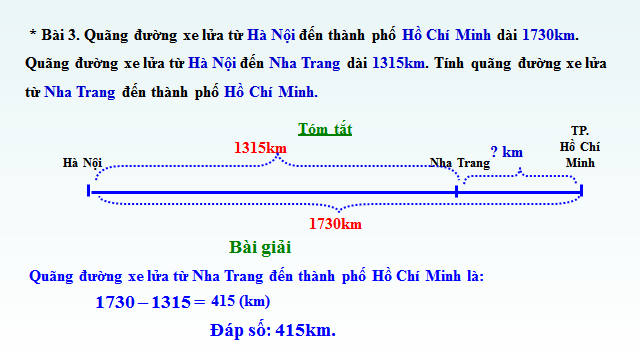 * Bài 3. Quãng đường xe lửa từ Hà Nội đến thành phố Hồ Chí Minh dài 1730km.
Quãng đường xe lửa từ Hà Nội đến Nha Trang dài 1315km. Tính quãng đường xe lửa
từ Nha Trang đến thành phố Hồ Chí Minh.
Tóm tắt
1315km
Hà Nội
Nha Trang
? km
TP.
Hồ Chí
Minh
1730km
Bài giải
Quãng đường xe lửa từ Nha Trang đến thành phố Hồ Chí Minh là:
1730 – 1315 = 415 (km)
Đáp số: 415km.